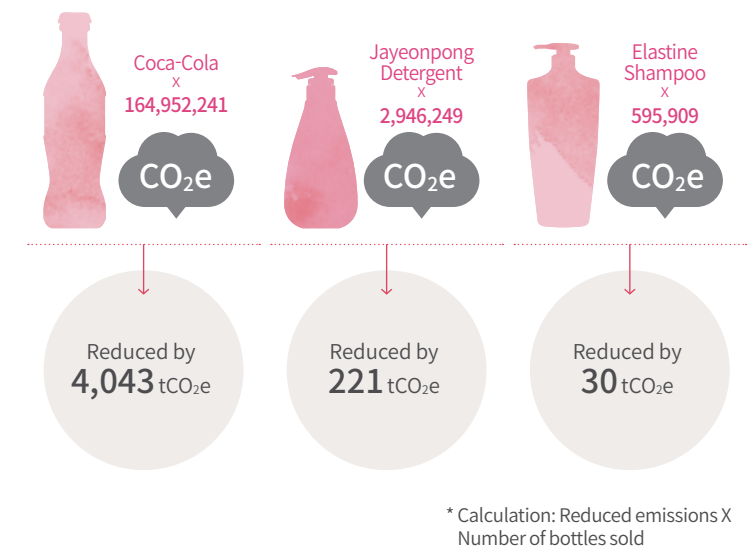 Coca-Cola
x
164,952,241
CO₂e
Jayeonpong
Detergent
x
2,946,249
CO₂e
Elastine
Shampoo
x
595,909
CO₂e
Reduced by
4,043 tCO₂e
Reduced by
221 tCO₂e
Reduced by
30 tCO₂e
* Calculation: Reduced emissions X
Number of bottles sold